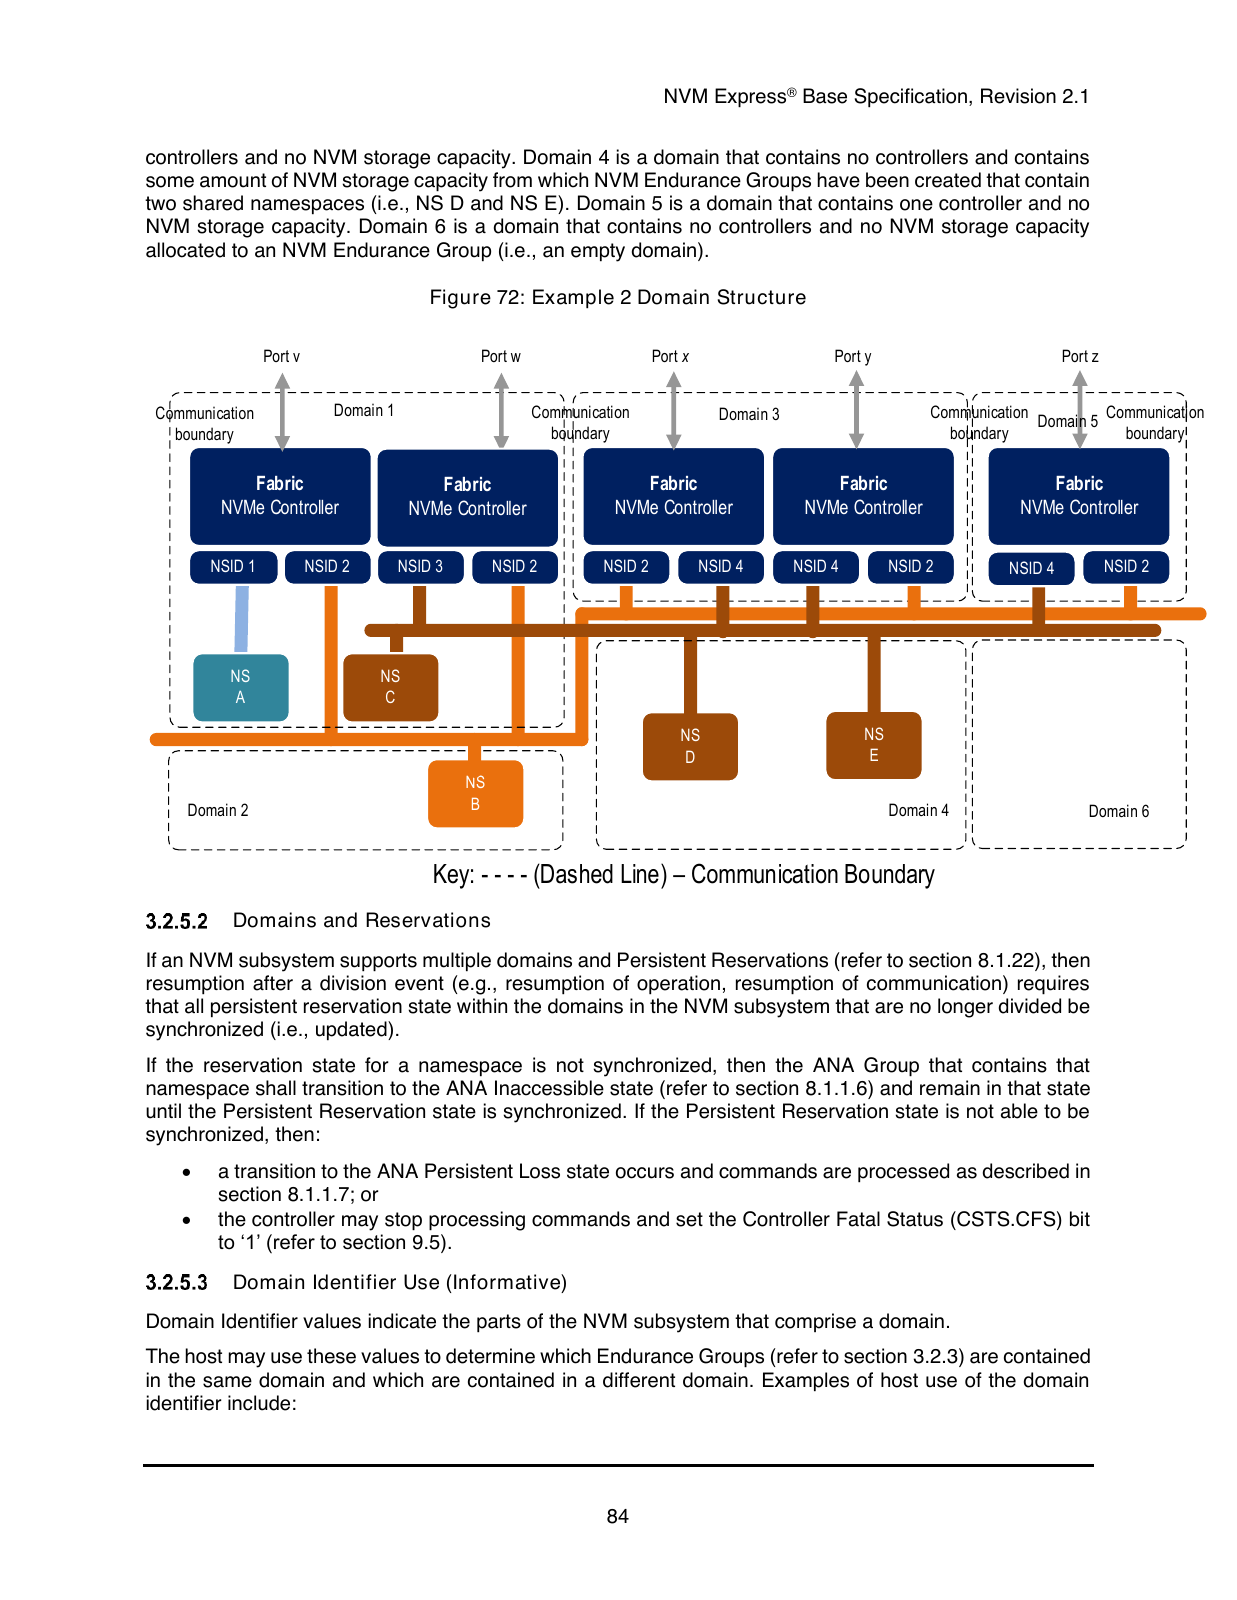 NVM Express® Base Specification, Revision 2.1
controllers and no NVM storage capacity. Domain 4 is a domain that contains no controllers and contains
some amount of NVM storage capacity from which NVM Endurance Groups have been created that contain
two shared namespaces (i.e., NS D and NS E). Domain 5 is a domain that contains one controller and no
NVM storage capacity. Domain 6 is a domain that contains no controllers and no NVM storage capacity
allocated to an NVM Endurance Group (i.e., an empty domain).
Figure 72: Example 2 Domain Structure
Port v Port w Port x Port y Port z
Communication boundary Domain 1 Communication boundary Domain 3 Communication boundary Domain 5 Communication boundary
Fabric Fabric Fabric Fabric Fabric
NVMe Controller NVMe Controller NVMe Controller NVMe Controller NVMe Controller
NSID 1 NSID 2 NSID 3 NSID 2 NSID 2 NSID 4 NSID 4 NSID 2 NSID 4 NSID 2
NS A
NS C
NS D
NS E
NS B
Domain 2 Domain 4 Domain 6
Key: - - - - (Dashed Line) – Communication Boundary
3.2.5.2 Domains and Reservations
If an NVM subsystem supports multiple domains and Persistent Reservations (refer to section 8.1.22), then
resumption after a division event (e.g., resumption of operation, resumption of communication) requires
that all persistent reservation state within the domains in the NVM subsystem that are no longer divided be
synchronized (i.e., updated).
If the reservation state for a namespace is not synchronized, then the ANA Group that contains that
namespace shall transition to the ANA Inaccessible state (refer to section 8.1.1.6) and remain in that state
until the Persistent Reservation state is synchronized. If the Persistent Reservation state is not able to be
synchronized, then:
• a transition to the ANA Persistent Loss state occurs and commands are processed as described in
section 8.1.1.7; or
• the controller may stop processing commands and set the Controller Fatal Status (CSTS.CFS) bit
to ‘1’ (refer to section 9.5).
3.2.5.3 Domain Identifier Use (Informative)
Domain Identifier values indicate the parts of the NVM subsystem that comprise a domain.
The host may use these values to determine which Endurance Groups (refer to section 3.2.3) are contained
in the same domain and which are contained in a different domain. Examples of host use of the domain
identifier include:
84